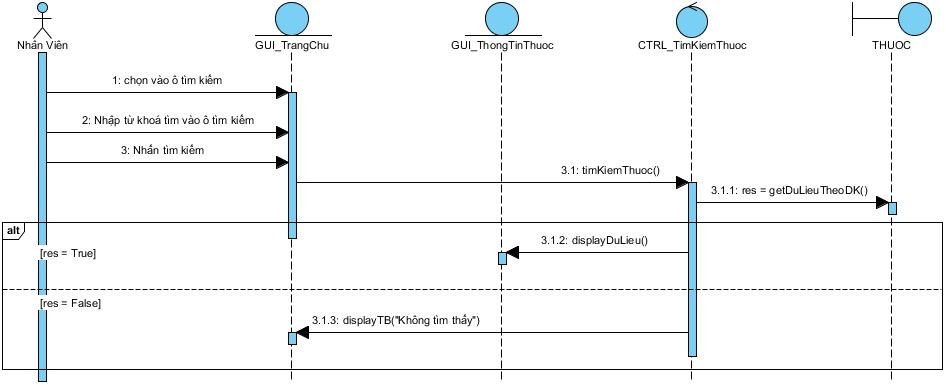 Nhân Viên
GUI_TrangChu
GUI_ThongTinThuoc
CTRL_TimKiemThuoc
THUOC
1: chọn vào ô tìm kiếm
2: Nhập từ khoá tìm vào ô tìm kiếm
3: Nhấn tìm kiếm
3.1: timKiemThuoc()
3.1.1: res = getDuLieuTheoDK()
alt
3.1.2: displayDuLieu()
[res = True]
[res = False]
3.1.3: displayTB("Không tìm thấy")